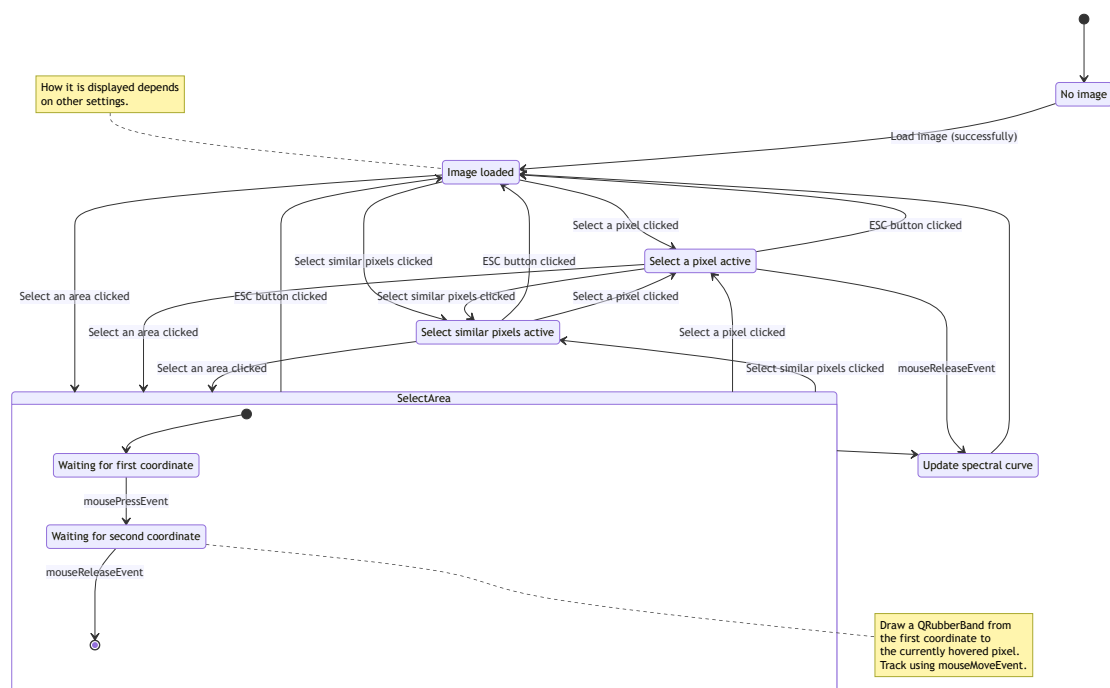 How it is displayed depends
on other settings.
No image
Load image (successfully)
Image loaded
Select a pixel clicked
ESC button clicked
Select similar pixels clicked
ESC button clicked
Select a pixel active
Select an area clicked
ESC button clicked
Select similar pixels clicked
Select a pixel clicked
Select an area clicked
Select similar pixels active
Select a pixel clicked
Select an area clicked
Select similar pixels clicked
mouseReleaseEvent
SelectArea
Waiting for first coordinate
Update spectral curve
mousePressEvent
Waiting for second coordinate
mouseReleaseEvent
Draw a QRubberBand from
the first coordinate to
the currently hovered pixel.
Track using mouseMoveEvent.